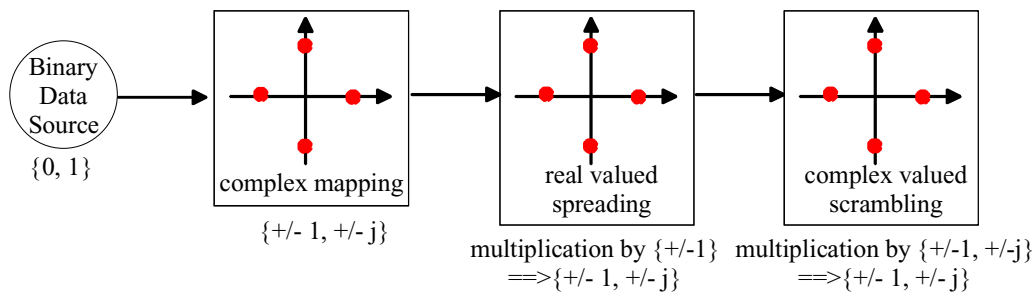 Binary
Data
Source
{0, 1}
complex mapping
{+/- 1, +/- j}
real valued
spreading
multiplication by {+/-1}
==>{+/- 1, +/- j}
complex valued
scrambling
multiplication by {+/-1, +/-j}
==>{+/- 1, +/- j}